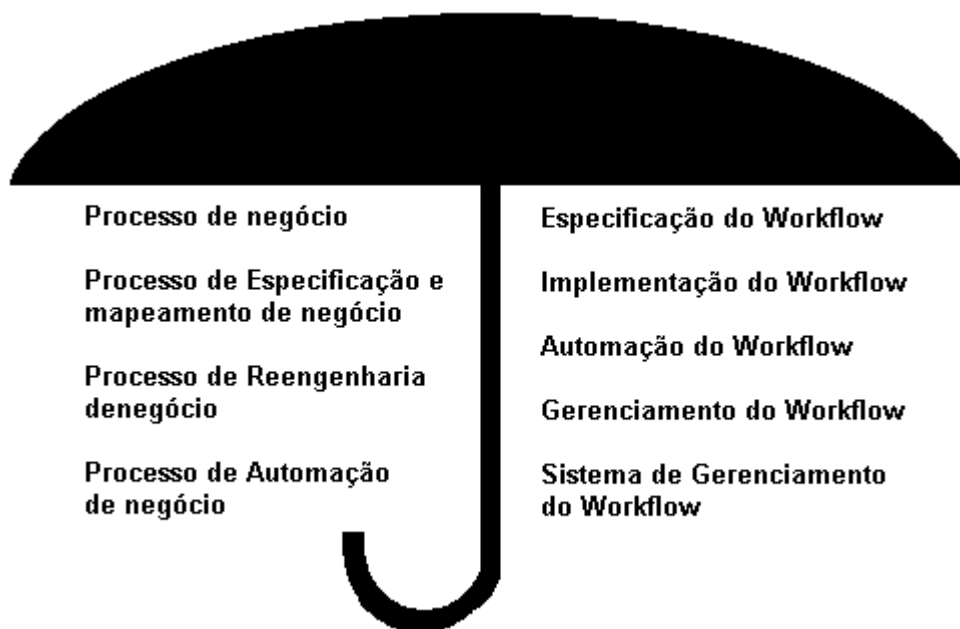 Processo de negócio
Processo de Especificação e
mapeamento de negócio
Processo de Reengenharia
denegócio
Processo de Automação
de negócio
Especificação do Workflow
Implementação do Workflow
Automação do Workflow
Gerenciamento do Workflow
Sistema de Gerenciamento
do Workflow